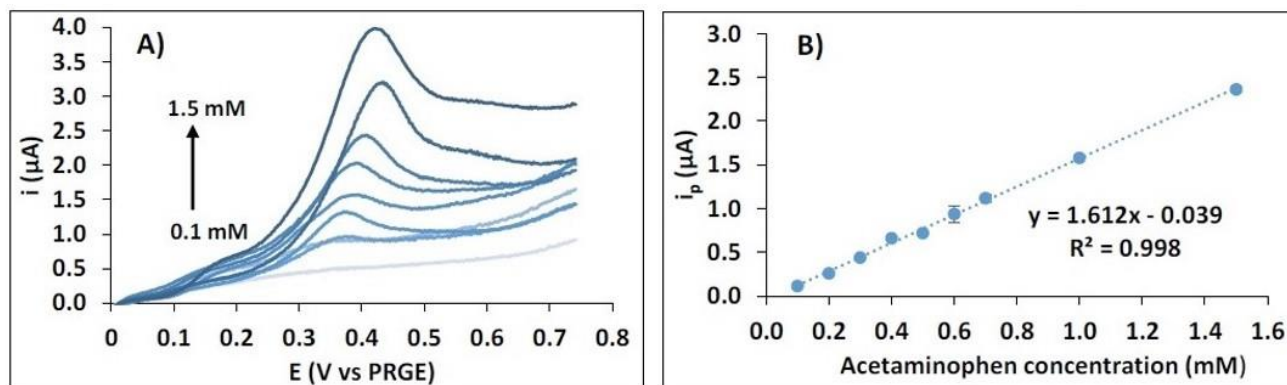 A)
4.0
3.5
3.0
2.5
2.0
1.5
1.0
0.5
0.0
i (µA)
1.5 mM
0.1 mM
0 0.1 0.2 0.3 0.4 0.5 0.6 0.7 0.8
E (V vs PRGE)
B)
3.0
2.5
2.0
1.5
1.0
0.5
0.0
ip (µA)
y = 1.612x - 0.039
R² = 0.998
0.0 0.2 0.4 0.6 0.8 1.0 1.2 1.4 1.6
Acetaminophen concentration (mM)